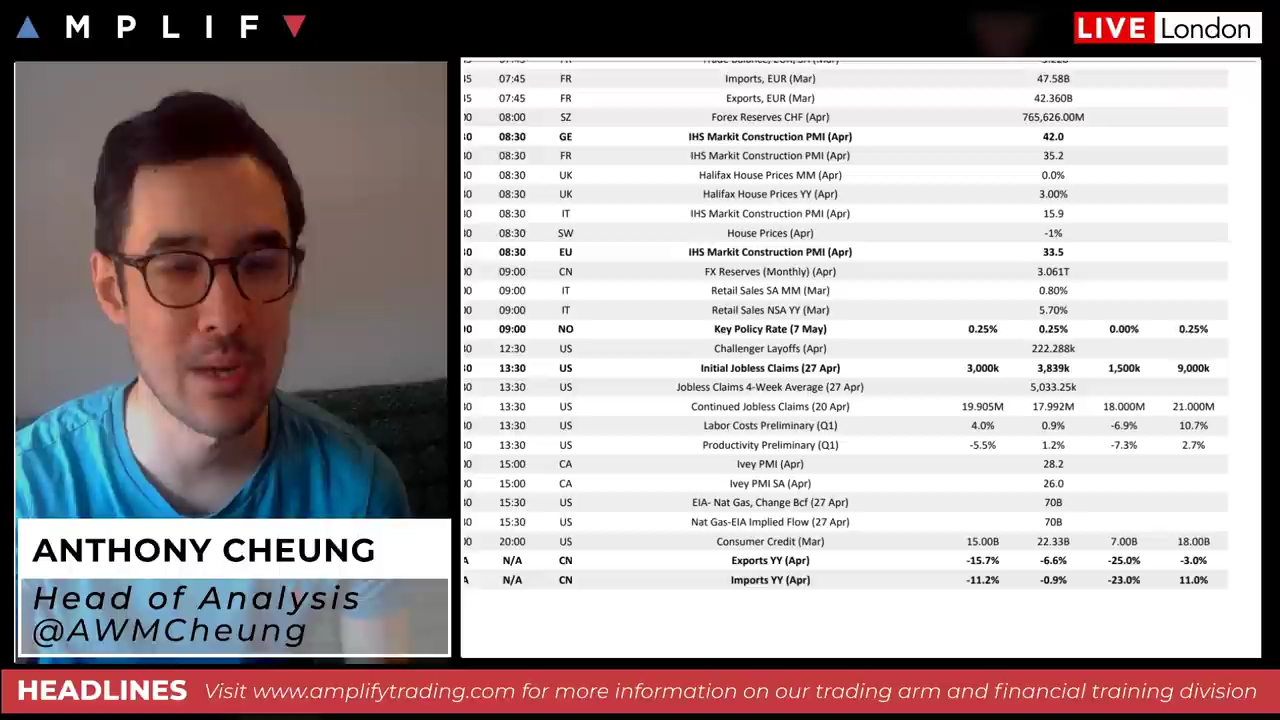 AMPLIFY
LIVE London
07:45 FR Imports, EUR (Mar) 47.58B
07:45 FR Exports, EUR (Mar) 42.360B
08:00 SZ Forex Reserves CHF (Apr) 765,626.00M
08:30 GE IHS Markit Construction PMI (Apr) 42.0
08:30 FR IHS Markit Construction PMI (Apr) 35.2
08:30 UK Halifax House Prices MM (Apr) 0.0%
08:30 UK Halifax House Prices YY (Apr) 3.00%
08:30 IT IHS Markit Construction PMI (Apr) 15.9
08:30 SW House Prices (Apr) -1%
08:30 EU IHS Markit Construction PMI (Apr) 33.5
09:00 CN FX Reserves (Monthly) (Apr) 3.061T
09:00 IT Retail Sales SA MM (Mar) 0.80%
09:00 IT Retail Sales NSA YY (Mar) 5.70%
09:00 NO Key Policy Rate (7 May) 0.25% 0.25% 0.00% 0.25%
12:30 US Challenger Layoffs (Apr) 222.288k
13:30 US Initial Jobless Claims (27 Apr) 3,000k 3,839k 1,500k 9,000k
13:30 US Jobless Claims 4-Week Average (27 Apr) 5,033.25k
13:30 US Continued Jobless Claims (20 Apr) 19.905M 17.992M 18.000M 21.000M
13:30 US Labor Costs Preliminary (Q1) 4.0% 0.9% -6.9% 10.7%
13:30 US Productivity Preliminary (Q1) -5.5% 1.2% -7.3% 2.7%
15:00 CA Ivey PMI (Apr) 28.2
15:00 CA Ivey PMI SA (Apr) 26.0
15:30 US EIA- Nat Gas, Change Bcf (27 Apr) 70B
15:30 US Nat Gas-EIA Implied Flow (27 Apr) 70B
20:00 US Consumer Credit (Mar) 15.00B 22.33B 7.00B 18.00B
N/A CN Exports YY (Apr) -15.7% -6.6% -25.0% -3.0%
N/A CN Imports YY (Apr) -11.2% -0.9% -23.0% 11.0%
ANTHONY CHEUNG
Head of Analysis
@AWMCheung
HEADLINES Visit www.amplifytrading.com for more information on our trading arm and financial training division